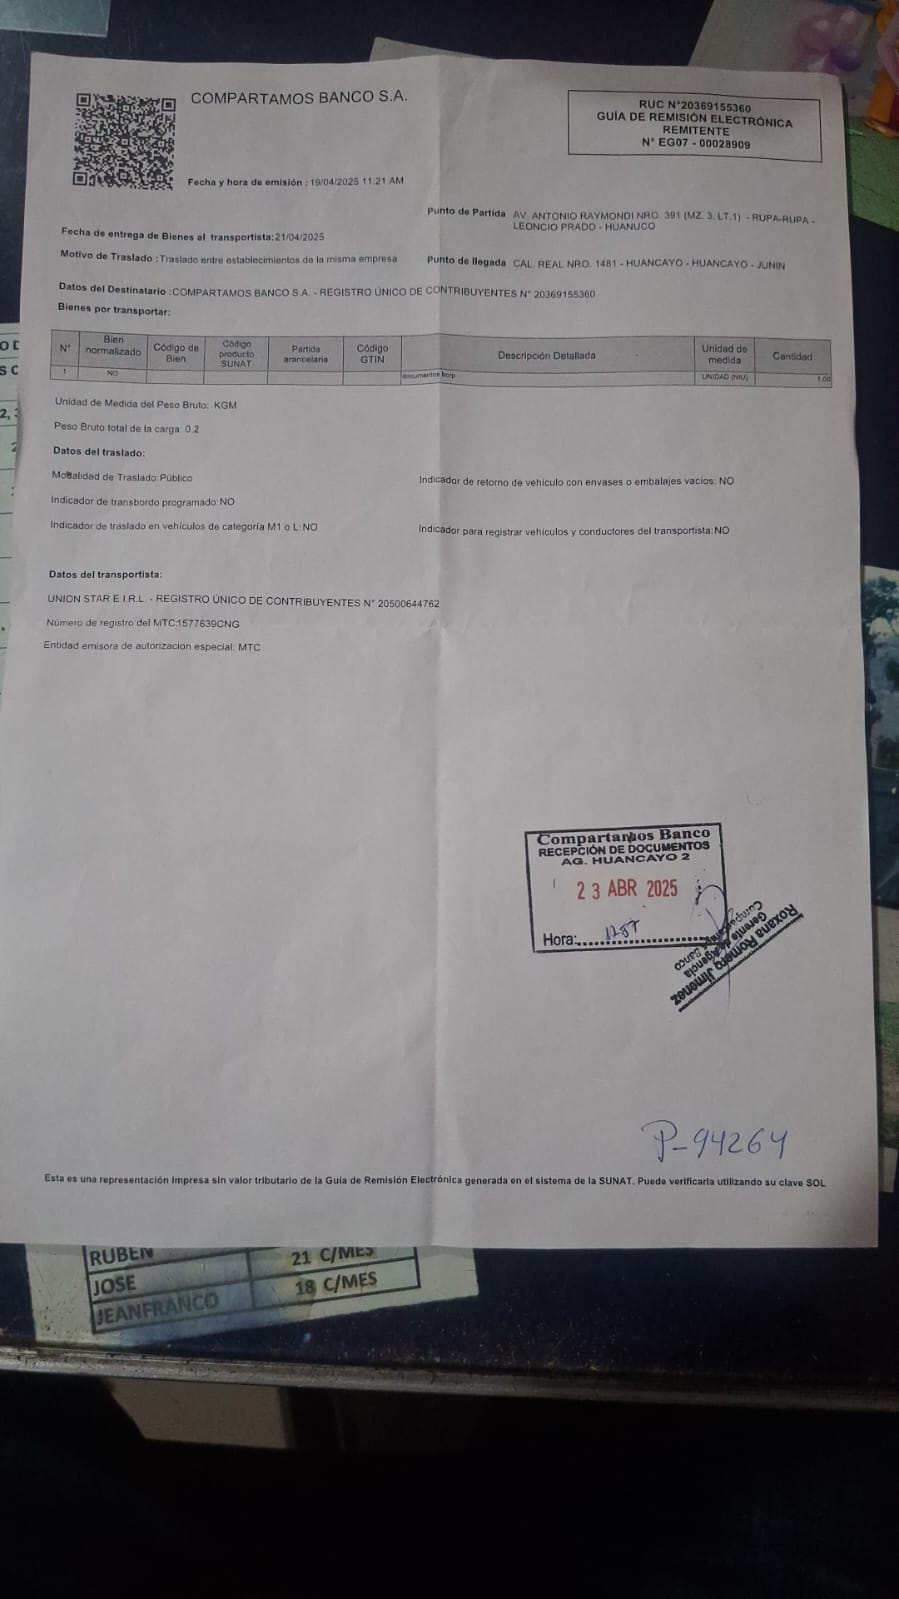 COMPARTAMOS BANCO S.A.
RUC N°20369155360
GUÍA DE REMISIÓN ELECTRÓNICA
REMITENTE
N° EG07 - 00028909
Fecha y hora de emisión : 19/04/2025 11:21 AM
Punto de Partida AV. ANTONIO RAYMONDI NRO. 391 (MZ. 3, LT.1) - RUPA-RUPA -
LEONCIO PRADO - HUANUCO
Fecha de entrega de Bienes al transportista:21/04/2025
Motivo de Traslado :Traslado entre establecimientos de la misma empresa
Punto de llegada CAL. REAL NRO. 1481 - HUANCAYO - HUANCAYO - JUNIN
Datos del Destinatario :COMPARTAMOS BANCO S.A. - REGISTRO ÚNICO DE CONTRIBUYENTES N° 20369155360
Bienes por transportar:
N° Bien normalizado Código de Bien Código producto SUNAT Partida arancelaria Código GTIN Descripción Detallada Unidad de medida Cantidad
1 NO documentos bcrp UNIDAD (NIU) 1.00
Unidad de Medida del Peso Bruto: KGM
Peso Bruto total de la carga: 0.2
Datos del traslado:
Modalidad de Traslado:Público
Indicador de retorno de vehículo con envases o embalajes vacíos: NO
Indicador de transbordo programado:NO
Indicador de traslado en vehículos de categoría M1 o L:NO
Indicador para registrar vehículos y conductores del transportista:NO
Datos del transportista:
UNION STAR E.I.R.L. - REGISTRO ÚNICO DE CONTRIBUYENTES N° 20500644762
Número de registro del MTC:1577639CNG
Entidad emisora de autorizacion especial: MTC
Compartamos Banco
RECEPCIÓN DE DOCUMENTOS
AG. HUANCAYO 2
23 ABR 2025
Hora:
Roxana Romero Jimenez
Gerente de Agencia
Compartamos Banco
P-94264
Esta es una representación impresa sin valor tributario de la Guía de Remisión Electrónica generada en el sistema de la SUNAT. Puede verificarla utilizando su clave SOL
RUBEN 21 C/MES
JOSE 18 C/MES
JEANFRANCO